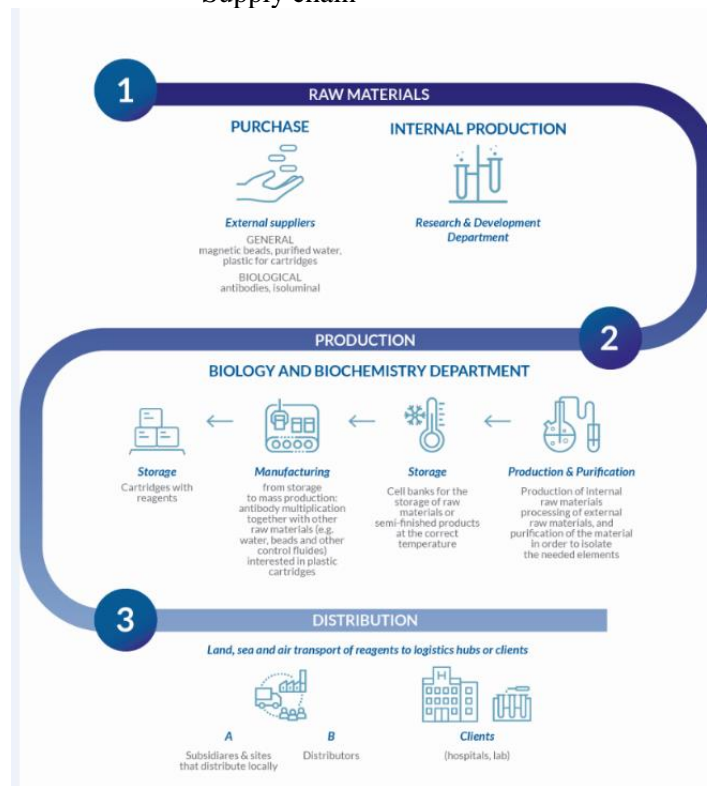 Supply chain
1
RAW MATERIALS
PURCHASE
External suppliers
GENERAL
magnetic beads, purified water,
plastic for cartridges
BIOLOGICAL
antibodies, isoluminal
INTERNAL PRODUCTION
Research & Development
Department
PRODUCTION
2
BIOLOGY AND BIOCHEMISTRY DEPARTMENT
Storage
Cartridges with
reagents
Manufacturing
from storage
to mass production:
antibody multiplication
together with other
raw materials (e.g.
water, beads and other
control fluides)
interested in plastic
cartridges
Storage
Cell banks for the
storage of raw
materials or
semi-finished products
at the correct
temperature
Production & Purification
Production of internal
raw materials
processing of external
raw materials, and
purification of the material
in order to isolate
the needed elements
3
DISTRIBUTION
Land, sea and air transport of reagents to logistics hubs or clients
A
Subsidiares & sites
that distribute locally
B
Distributors
H
Clients
(hospitals, lab)